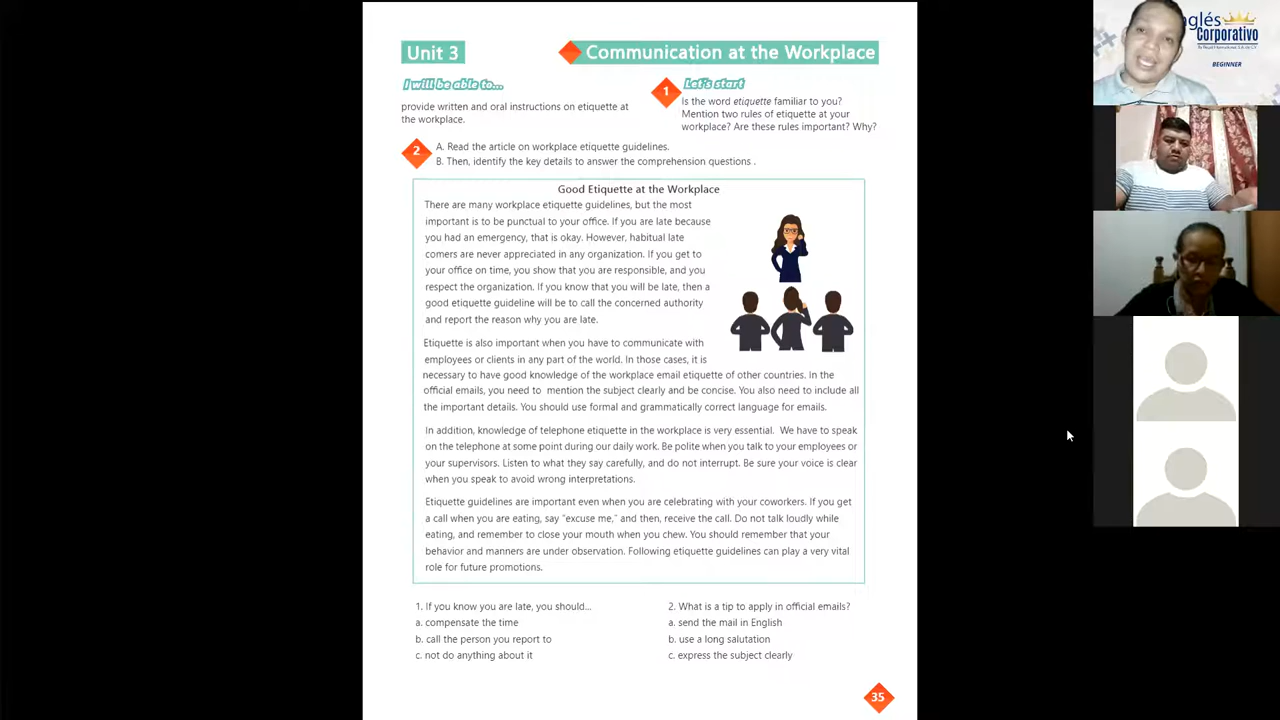 Unit 3
Communication at the Workplace
I will be able to...
provide written and oral instructions on etiquette at
the workplace.
1
Let's start
Is the word etiquette familiar to you?
Mention two rules of etiquette at your
workplace? Are these rules important? Why?
2
A. Read the article on workplace etiquette guidelines.
B. Then, identify the key details to answer the comprehension questions .
Good Etiquette at the Workplace
There are many workplace etiquette guidelines, but the most
important is to be punctual to your office. If you are late because
you had an emergency, that is okay. However, habitual late
comers are never appreciated in any organization. If you get to
your office on time, you show that you are responsible, and you
respect the organization. If you know that you will be late, then a
good etiquette guideline will be to call the concerned authority
and report the reason why you are late.
Etiquette is also important when you have to communicate with
employees or clients in any part of the world. In those cases, it is
necessary to have good knowledge of the workplace email etiquette of other countries. In the
official emails, you need to mention the subject clearly and be concise. You also need to include all
the important details. You should use formal and grammatically correct language for emails.
In addition, knowledge of telephone etiquette in the workplace is very essential. We have to speak
on the telephone at some point during our daily work. Be polite when you talk to your employees or
your supervisors. Listen to what they say carefully, and do not interrupt. Be sure your voice is clear
when you speak to avoid wrong interpretations.
Etiquette guidelines are important even when you are celebrating with your coworkers. If you get
a call when you are eating, say “excuse me,” and then, receive the call. Do not talk loudly while
eating, and remember to close your mouth when you chew. You should remember that your
behavior and manners are under observation. Following etiquette guidelines can play a very vital
role for future promotions.
1. If you know you are late, you should...
a. compensate the time
b. call the person you report to
c. not do anything about it
2. What is a tip to apply in official emails?
a. send the mail in English
b. use a long salutation
c. express the subject clearly
35
Corporativo
BEGINNER